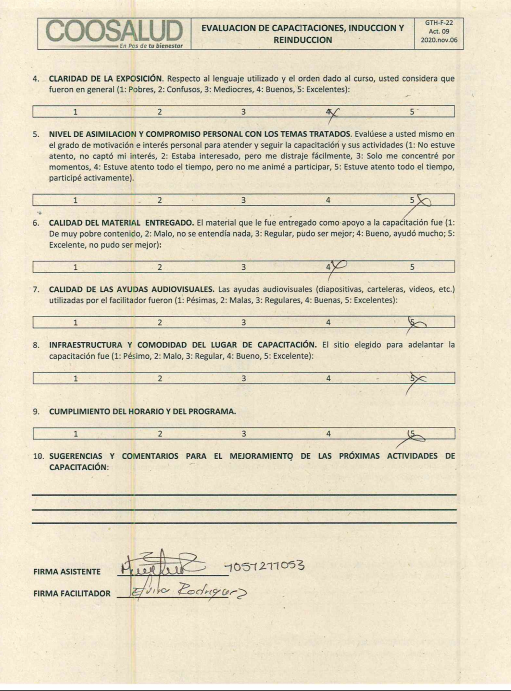 COOSALUD
En Pos de tu bienestar
EVALUACION DE CAPACITACIONES, INDUCCION Y
REINDUCCION
GTH-F-22
Act. 09
2020.nov.06
4. CLARIDAD DE LA EXPOSICIÓN. Respecto al lenguaje utilizado y el orden dado al curso, usted considera que
fueron en general (1: Pobres, 2: Confusos, 3: Mediocres, 4: Buenos, 5: Excelentes):
1 2 3 4 5
5. NIVEL DE ASIMILACION Y COMPROMISO PERSONAL CON LOS TEMAS TRATADOS. Evalúese a usted mismo en
el grado de motivación e interés personal para atender y seguir la capacitación y sus actividades (1: No estuve
atento, no captó mi interés, 2: Estaba interesado, pero me distraje fácilmente, 3: Solo me concentré por
momentos, 4: Estuve atento todo el tiempo, pero no me animé a participar, 5: Estuve atento todo el tiempo,
participé activamente).
1 2 3 4 5
6. CALIDAD DEL MATERIAL ENTREGADO. El material que le fue entregado como apoyo a la capacitación fue (1:
De muy pobre contenido, 2: Malo, no se entendía nada, 3: Regular, pudo ser mejor; 4: Bueno, ayudó mucho; 5:
Excelente, no pudo ser mejor):
1 2 3 4 5
7. CALIDAD DE LAS AYUDAS AUDIOVISUALES. Las ayudas audiovisuales (diapositivas, carteleras, videos, etc.)
utilizadas por el facilitador fueron (1: Pésimas, 2: Malas, 3: Regulares, 4: Buenas, 5: Excelentes):
1 2 3 4 5
8. INFRAESTRUCTURA Y COMODIDAD DEL LUGAR DE CAPACITACIÓN. El sitio elegido para adelantar la
capacitación fue (1: Pésimo, 2: Malo, 3: Regular, 4: Bueno, 5: Excelente):
1 2 3 4 5
9. CUMPLIMIENTO DEL HORARIO Y DEL PROGRAMA.
1 2 3 4 5
10. SUGERENCIAS Y COMENTARIOS PARA EL MEJORAMIENTO DE LAS PRÓXIMAS ACTIVIDADES DE
CAPACITACIÓN:
FIRMA ASISTENTE 1051211053
FIRMA FACILITADOR Elvira Rodriguez